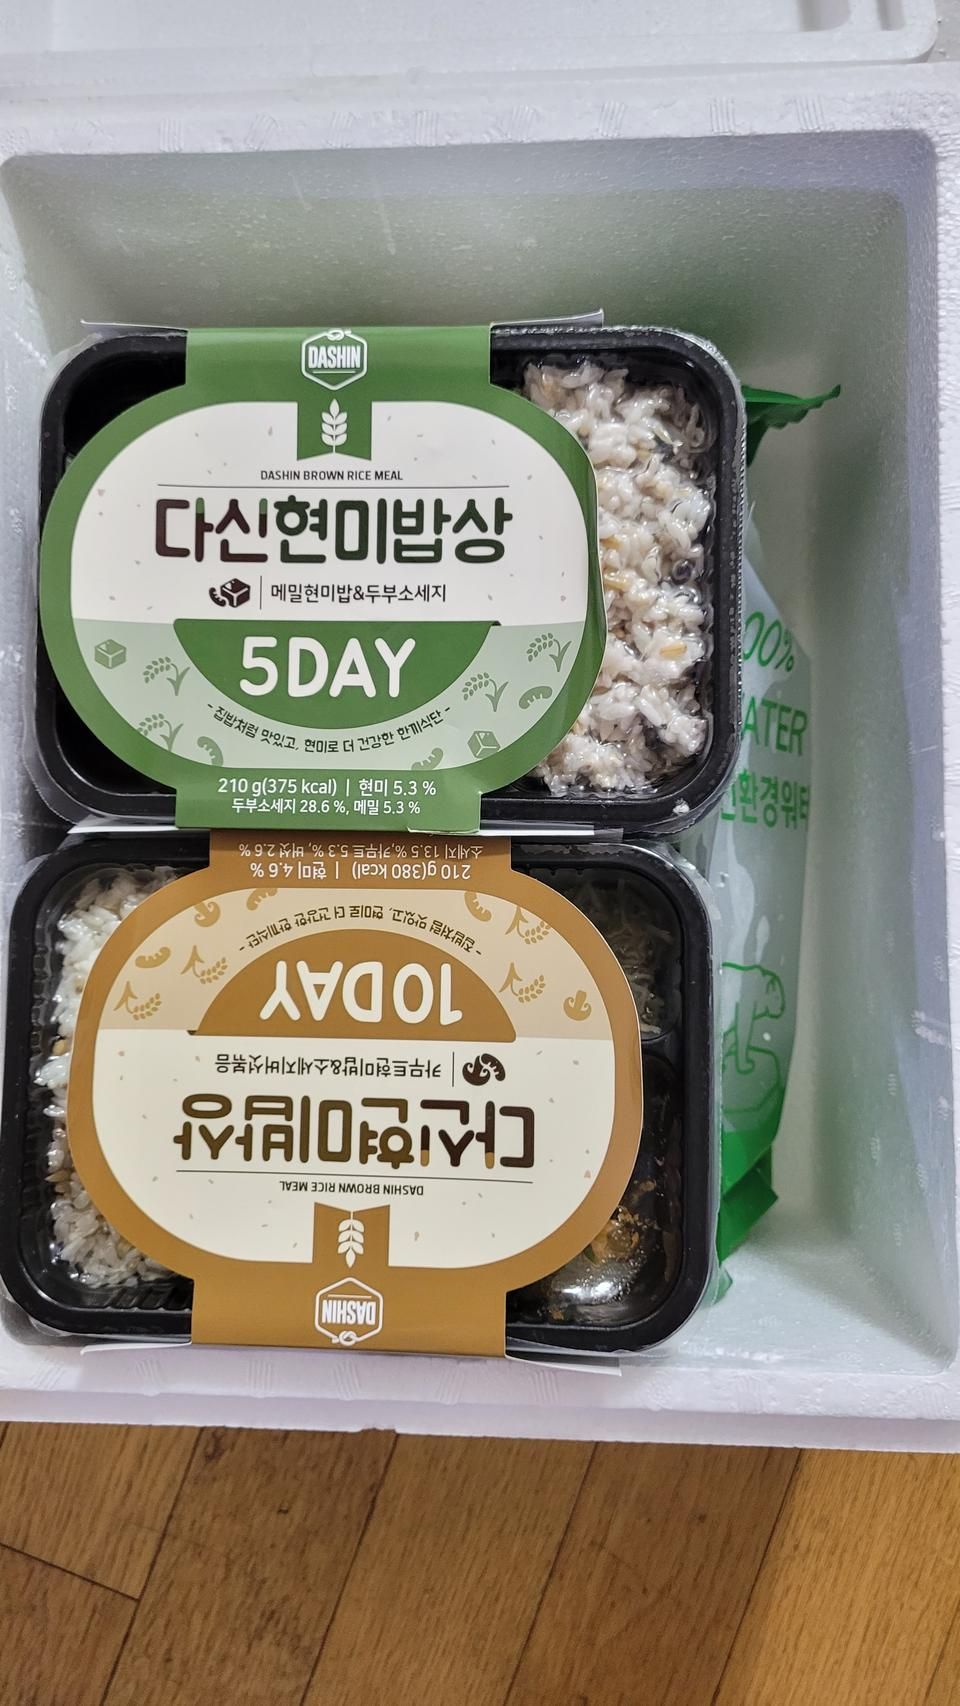 DASHIN
DASHIN BROWN RICE MEAL
다신현미밥상
메밀현미밥&두부소세지
5DAY
- 집밥처럼 맛있고, 현미로 더 건강한 한끼식단 -
210 g(375 kcal) | 현미 5.3 %
두부소세지 28.6 %, 메밀 5.3 %
DASHIN
DASHIN BROWN RICE MEAL
다신현미밥상
카무트현미밥&소세지버섯볶음
10DAY
- 집밥처럼 맛있고, 현미로 더 건강한 한끼식단 -
210 g(380 kcal) | 현미 4.6 %
소세지 13.5 %, 카무트 5.3 %, 버섯 2.6 %
00%
ATER
친환경워터